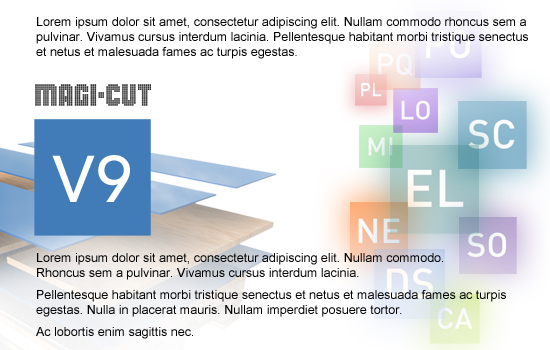 Lorem ipsum dolor sit amet, consectetur adipiscing elit. Nullam commodo rhoncus sem a
pulvinar. Vivamus cursus interdum lacinia. Pellentesque habitant morbi tristique senectus
et netus et malesuada fames ac turpis egestas.
PO
PQ
PL
LO
MAGI-CUT
SC
MI
V9
EL
NE
SO
Lorem ipsum dolor sit amet, consectetur adipiscing elit. Nullam commodo.
Rhoncus sem a pulvinar. Vivamus cursus interdum lacinia.
DS
Pellentesque habitant morbi tristique senectus et netus et malesuada fames ac turpis
egestas. Nulla in placerat mauris. Nullam imperdiet posuere tortor.
CA
Ac lobortis enim sagittis nec.